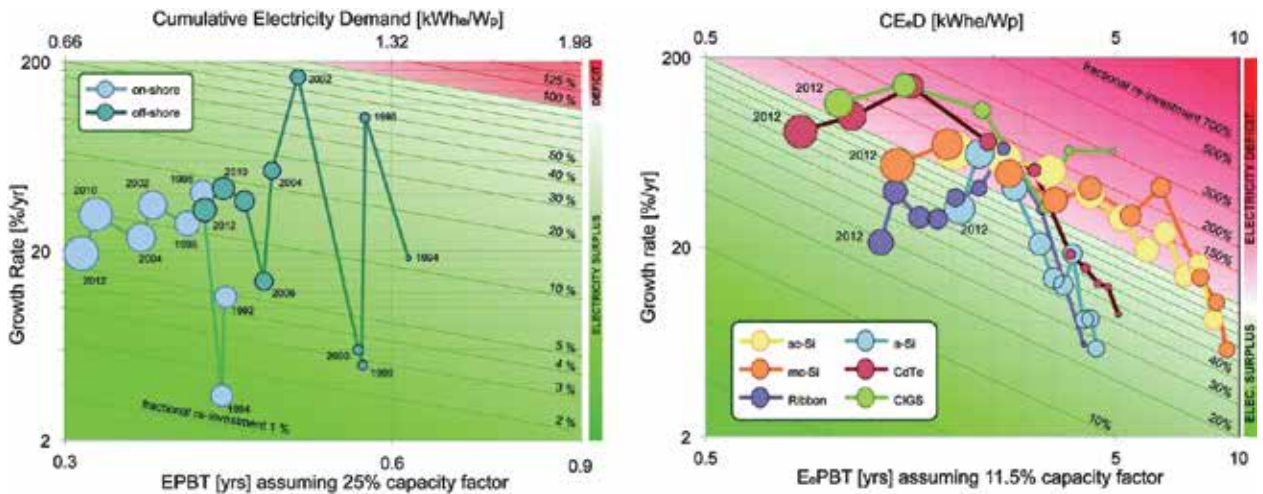 Cumulative Electricity Demand [kWhe/Wp]
0.66 1.32 1.98
200
20
2
Growth Rate [%/yr]
on-shore
off-shore
2002
1998
125 %
100 %
50 %
40 %
30 %
20 %
10 %
5 %
4 %
3 %
2 %
DEFICIT
ELECTRICITY SURPLUS
2010
2002
1996
2010
2004
2012
2004
1998
2012
2006
1994
1992
2000
1994
fractional re-investment 1 %
0.3 0.6 0.9
EPBT [yrs] assuming 25% capacity factor
CEeD [kWhe/Wp]
0.5 5 10
200
20
2
Growth rate [%/yr]
fractional re-investment 700%
500%
300%
200%
150%
40%
30%
20%
10%
ELECTRICITY DEFICIT
ELEC. SURPLUS
2012
2012
2012
2012
2012
sc-Si
a-Si
mc-Si
CdTe
Ribbon
CIGS
0.5 5 10
EePBT [yrs] assuming 11.5% capacity factor